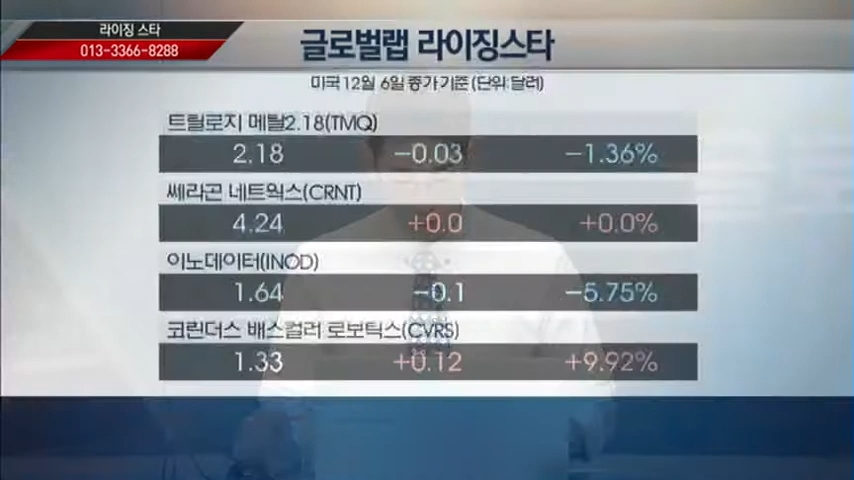 라이징 스타
013-3366-8288
글로벌랩 라이징스타
미국 12월 6일 종가 기준 (단위:달러)
트릴로지 메탈2.18(TMQ)
2.18 -0.03 -1.36%
쎄라곤 네트웍스(CRNT)
4.24 +0.0 +0.0%
이노데이터(INOD)
1.64 -0.1 -5.75%
코린더스 배스컬러 로보틱스(CVRS)
1.33 +0.12 +9.92%